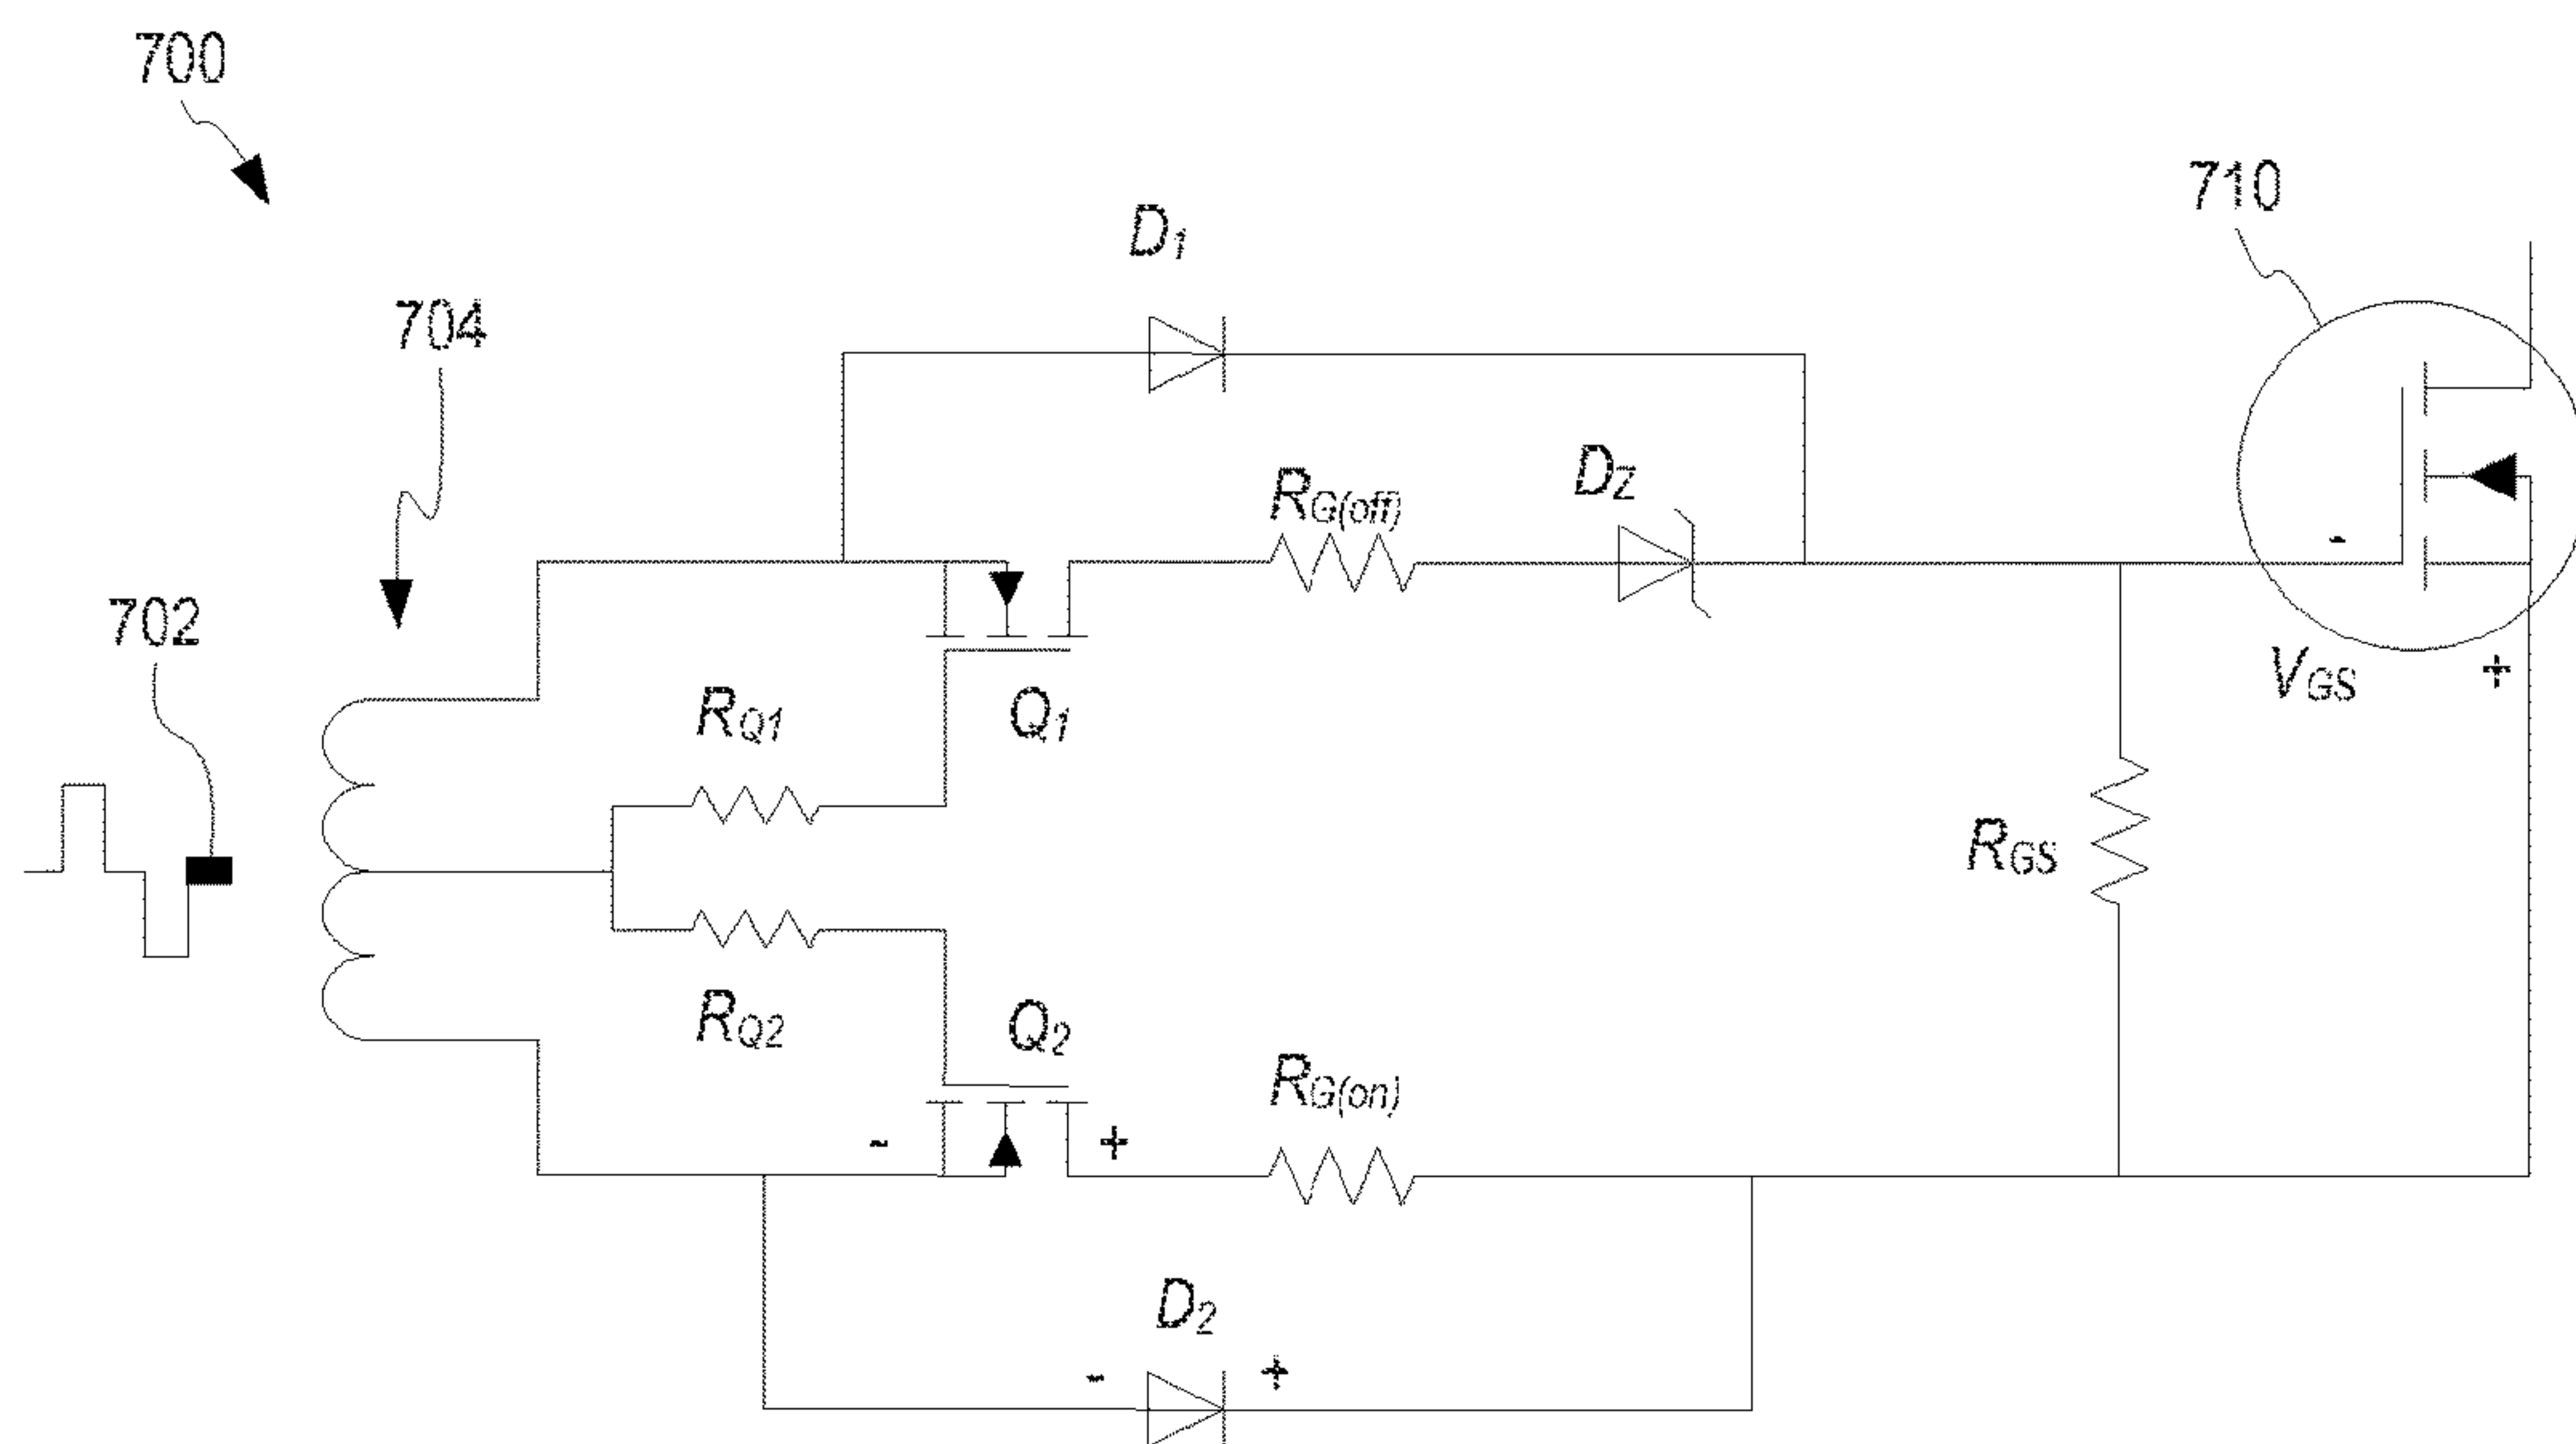 700
710
D1
704
RG(off)
DZ
-
702
VGS
+
RQ1
Q1
RGS
RQ2
Q2
RG(on)
-
+
D2
-
+